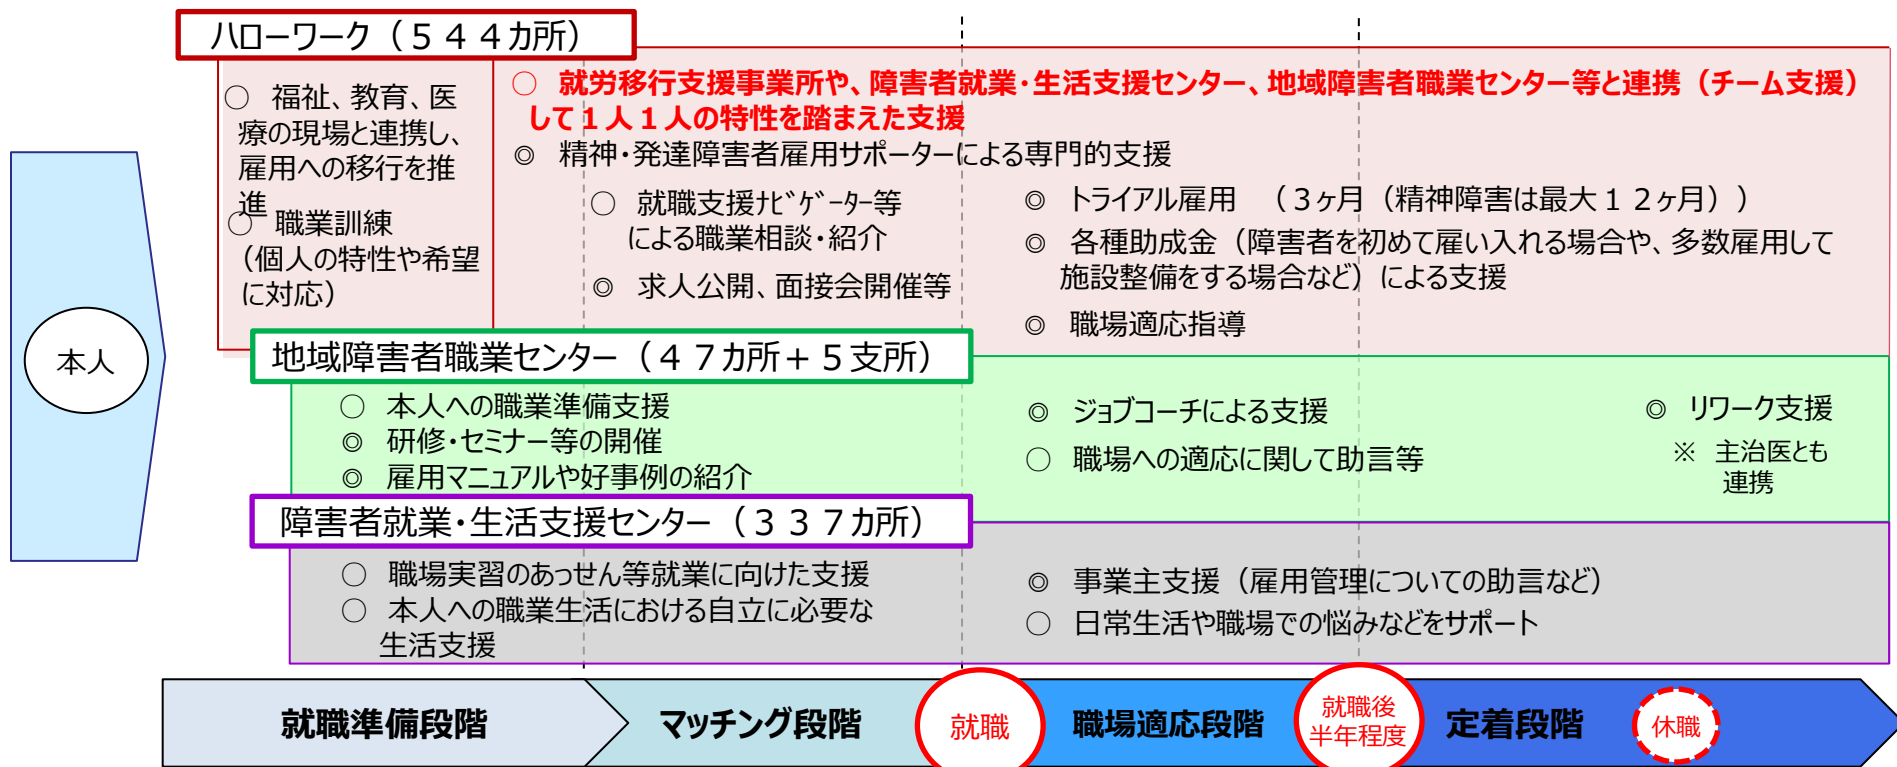 ハローワーク（５４４カ所）
○　福祉、教育、医
療の現場と連携し、
雇用への移行を推
進
○　職業訓練
（個人の特性や希望
に対応）
○　就労移行支援事業所や、障害者就業・生活支援センター、地域障害者職業センター等と連携（チーム支援）
して１人１人の特性を踏まえた支援
◎　精神・発達障害者雇用サポーターによる専門的支援
○　就職支援ﾅﾋﾞｹﾞｰﾀｰ等
による職業相談・紹介
◎　求人公開、面接会開催等
◎　トライアル雇用　（３ヶ月（精神障害は最大１２ヶ月））
◎　各種助成金（障害者を初めて雇い入れる場合や、多数雇用して
施設整備をする場合など）による支援
◎　職場適応指導
本人
地域障害者職業センター（４７カ所＋５支所）
○　本人への職業準備支援
◎　研修・セミナー等の開催
◎　雇用マニュアルや好事例の紹介
◎　ジョブコーチによる支援
○　職場への適応に関して助言等
◎　リワーク支援
※　主治医とも
連携
障害者就業・生活支援センター（３３７カ所）
○　職場実習のあっせん等就業に向けた支援
○　本人への職業生活における自立に必要な
生活支援
◎　事業主支援（雇用管理についての助言など）
○　日常生活や職場での悩みなどをサポート
就職準備段階
マッチング段階
就職
職場適応段階
就職後
半年程度
定着段階
休職